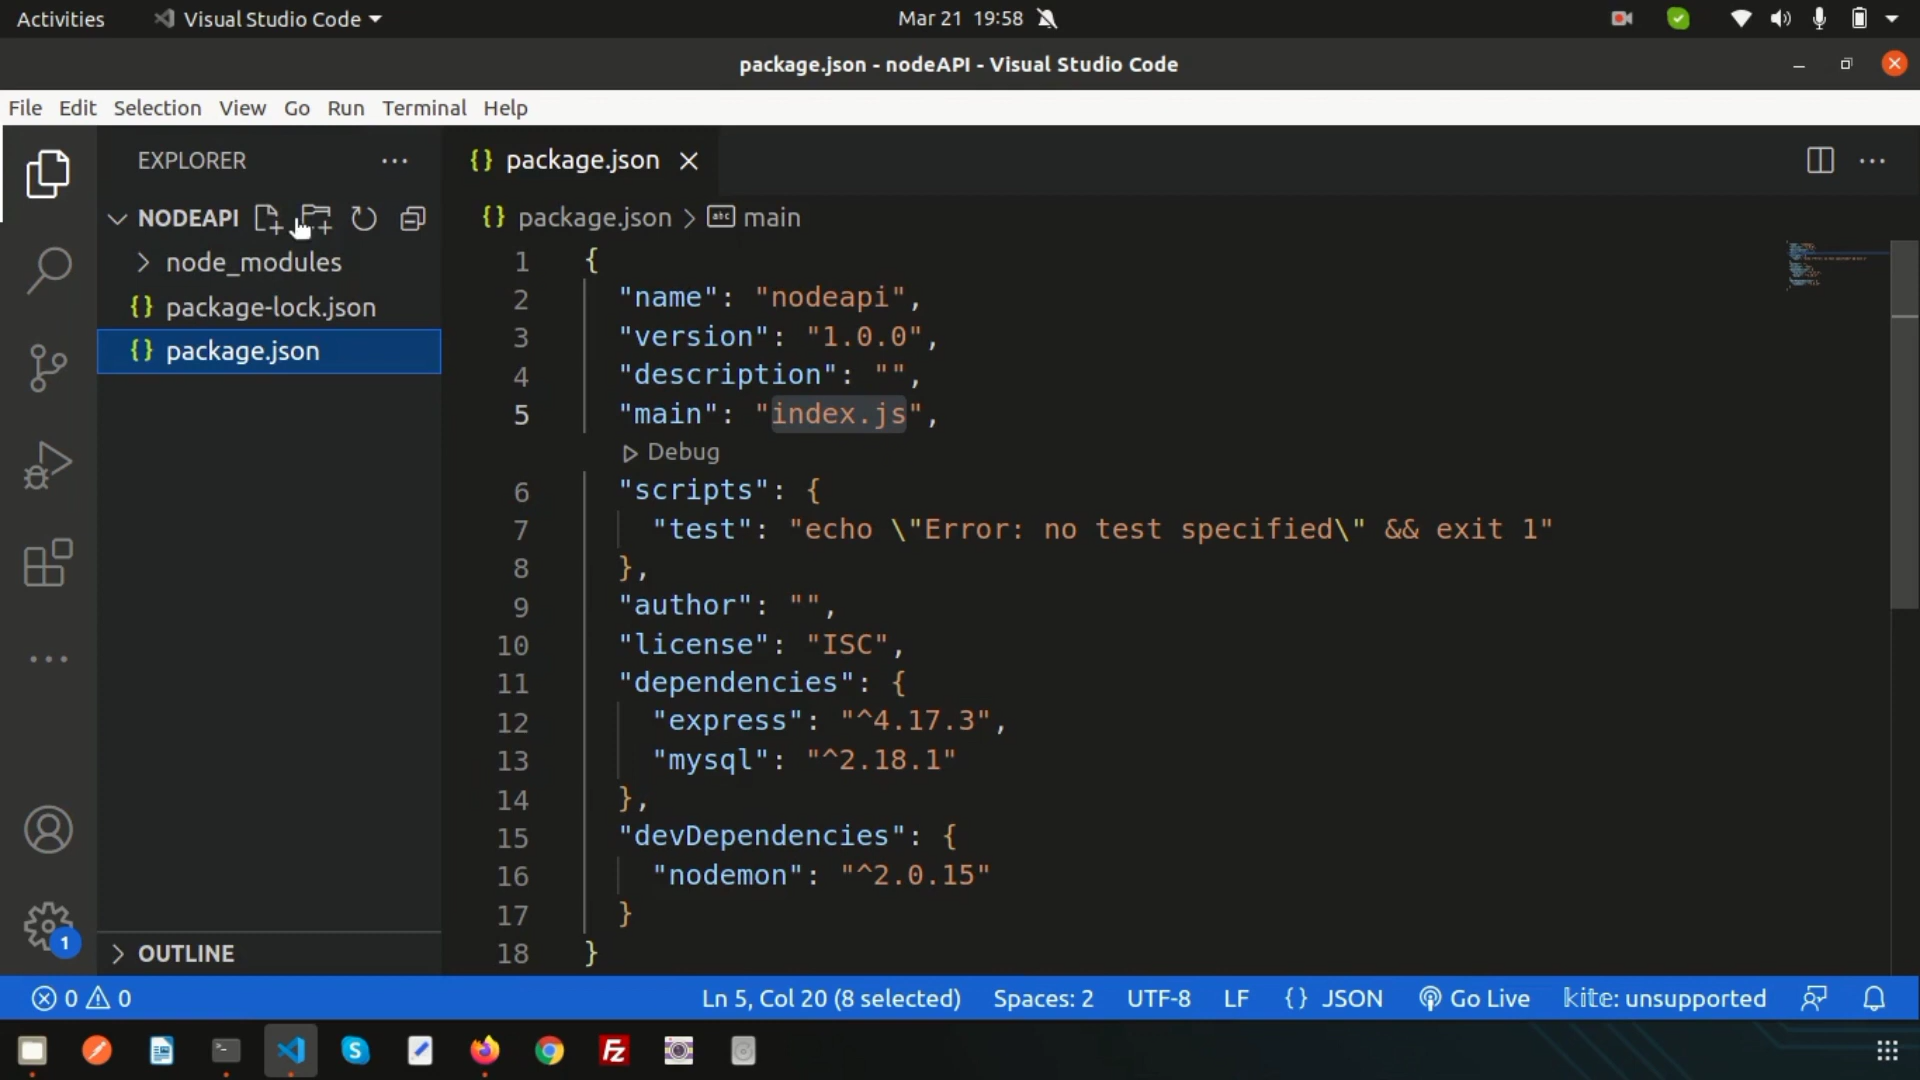 Activities Visual Studio Code Mar 21 19:58
package.json - nodeAPI - Visual Studio Code
File Edit Selection View Go Run Terminal Help
EXPLORER
NODEAPI
node_modules
{} package-lock.json
{} package.json
OUTLINE
{} package.json
{} package.json > abc main
1 {
2 "name": "nodeapi",
3 "version": "1.0.0",
4 "description": "",
5 "main": "index.js",
Debug
6 "scripts": {
7 "test": "echo \"Error: no test specified\" && exit 1"
8 },
9 "author": "",
10 "license": "ISC",
11 "dependencies": {
12 "express": "^4.17.3",
13 "mysql": "^2.18.1"
14 },
15 "devDependencies": {
16 "nodemon": "^2.0.15"
17 }
18 }
1
0 0 Ln 5, Col 20 (8 selected) Spaces: 2 UTF-8 LF {} JSON Go Live kite: unsupported
S Fz